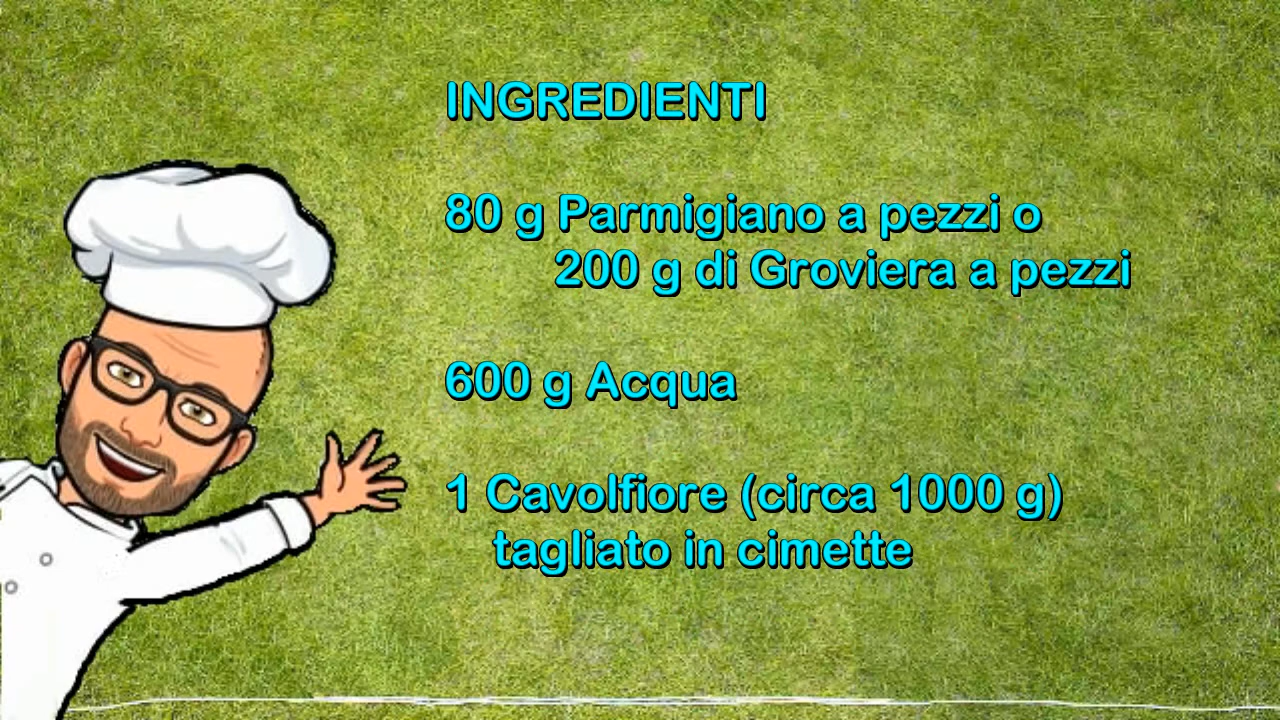 INGREDIENTI
80 g Parmigiano a pezzi o
200 g di Groviera a pezzi
600 g Acqua
1 Cavolfiore (circa 1000 g)
tagliato in cimette